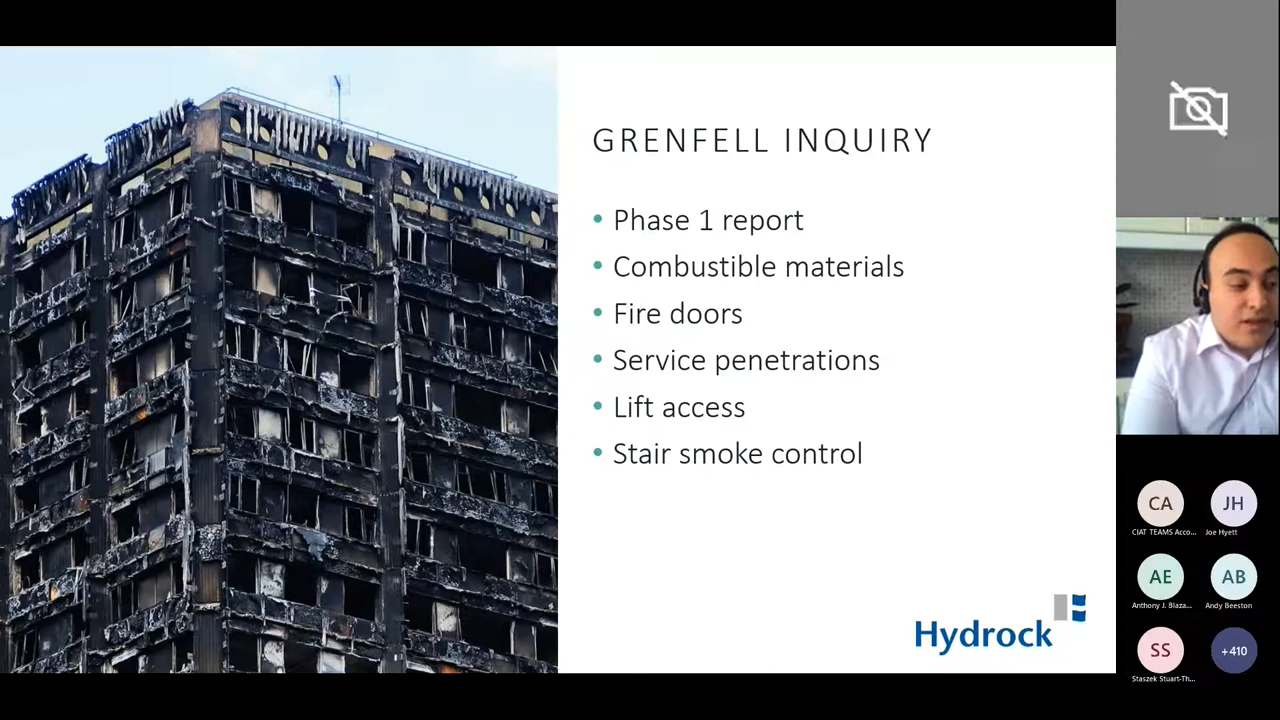 GRENFELL INQUIRY
• Phase 1 report
• Combustible materials
• Fire doors
• Service penetrations
• Lift access
• Stair smoke control
Hydrock
CA
JH
CIAT TEAMS Acco...
Joe Hyett
AE
AB
Anthony J. Blaza...
Andy Beeston
SS
+410
Staszek Stuart-Th...